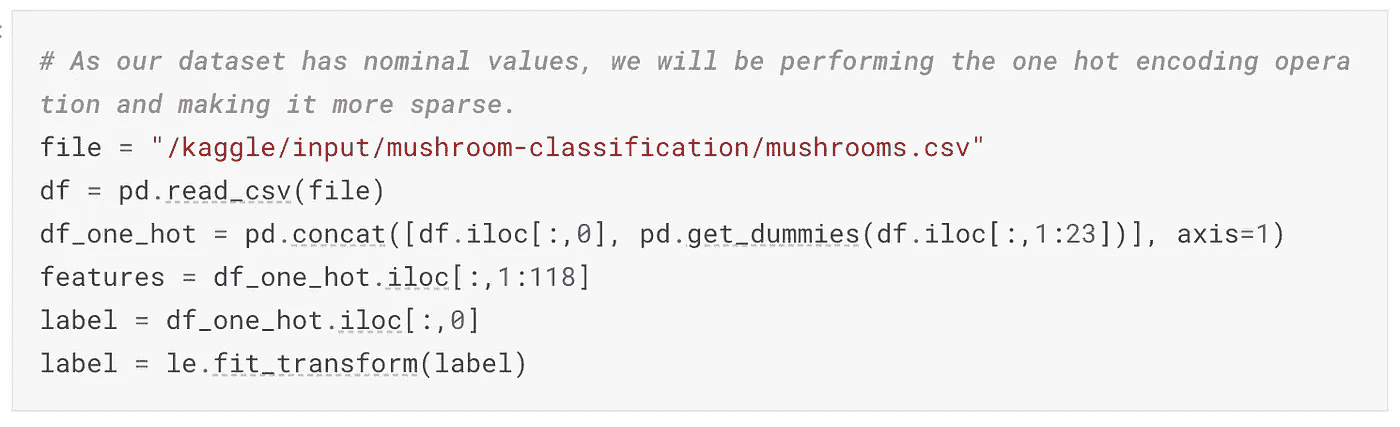 # As our dataset has nominal values, we will be performing the one hot encoding opera
tion and making it more sparse.
file = "/kaggle/input/mushroom-classification/mushrooms.csv"
df = pd.read_csv(file)
df_one_hot = pd.concat([df.iloc[:,0], pd.get_dummies(df.iloc[:,1:23])], axis=1)
features = df_one_hot.iloc[:,1:118]
label = df_one_hot.iloc[:,0]
label = le.fit_transform(label)